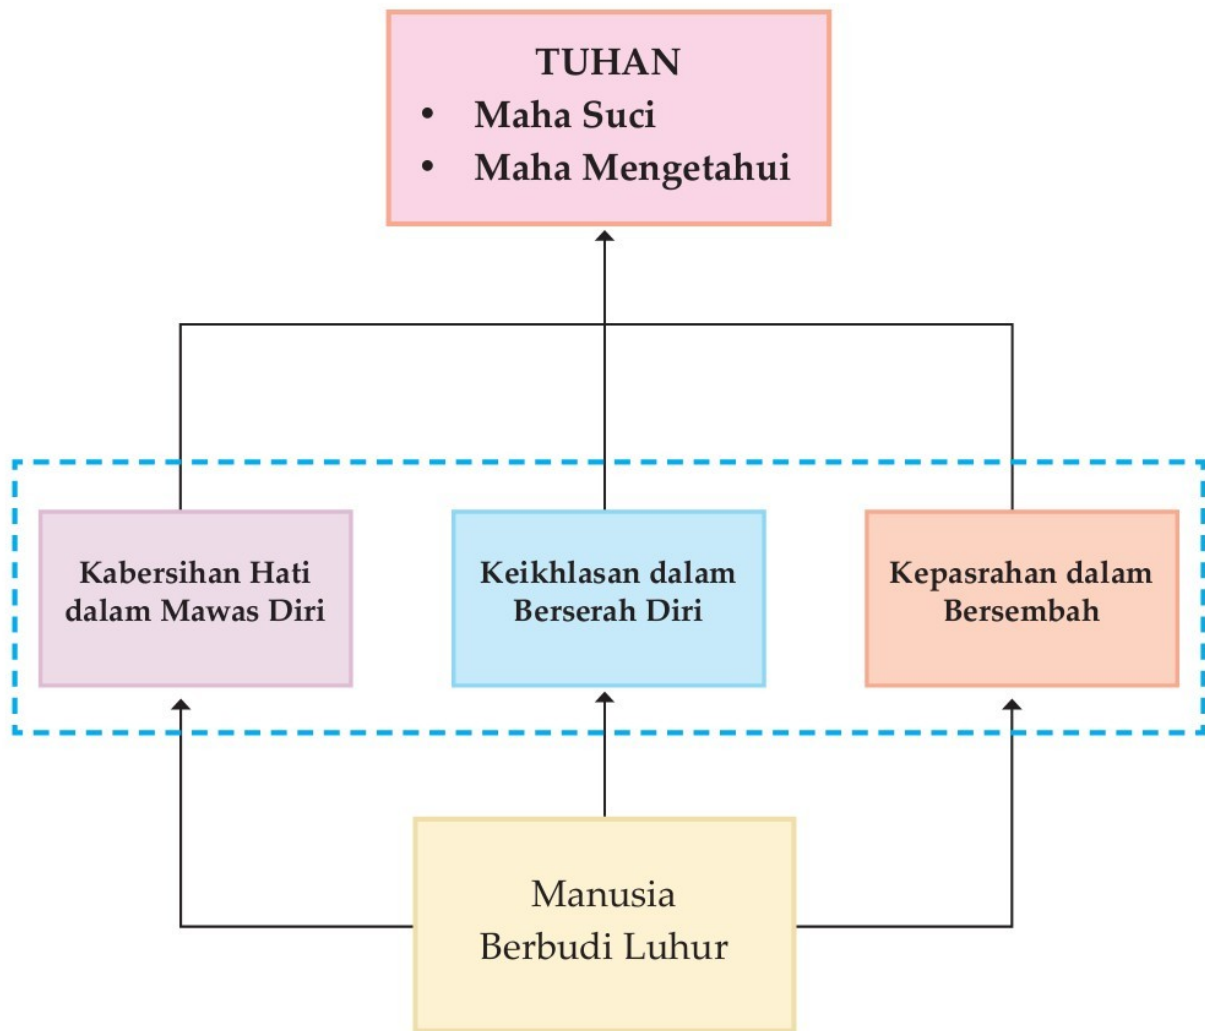 TUHAN
• Maha Suci
• Maha Mengetahui
Kabersihan Hati
dalam Mawas Diri
Keikhlasan dalam
Berserah Diri
Kepasrahan dalam
Bersembah
Manusia
Berbudi Luhur